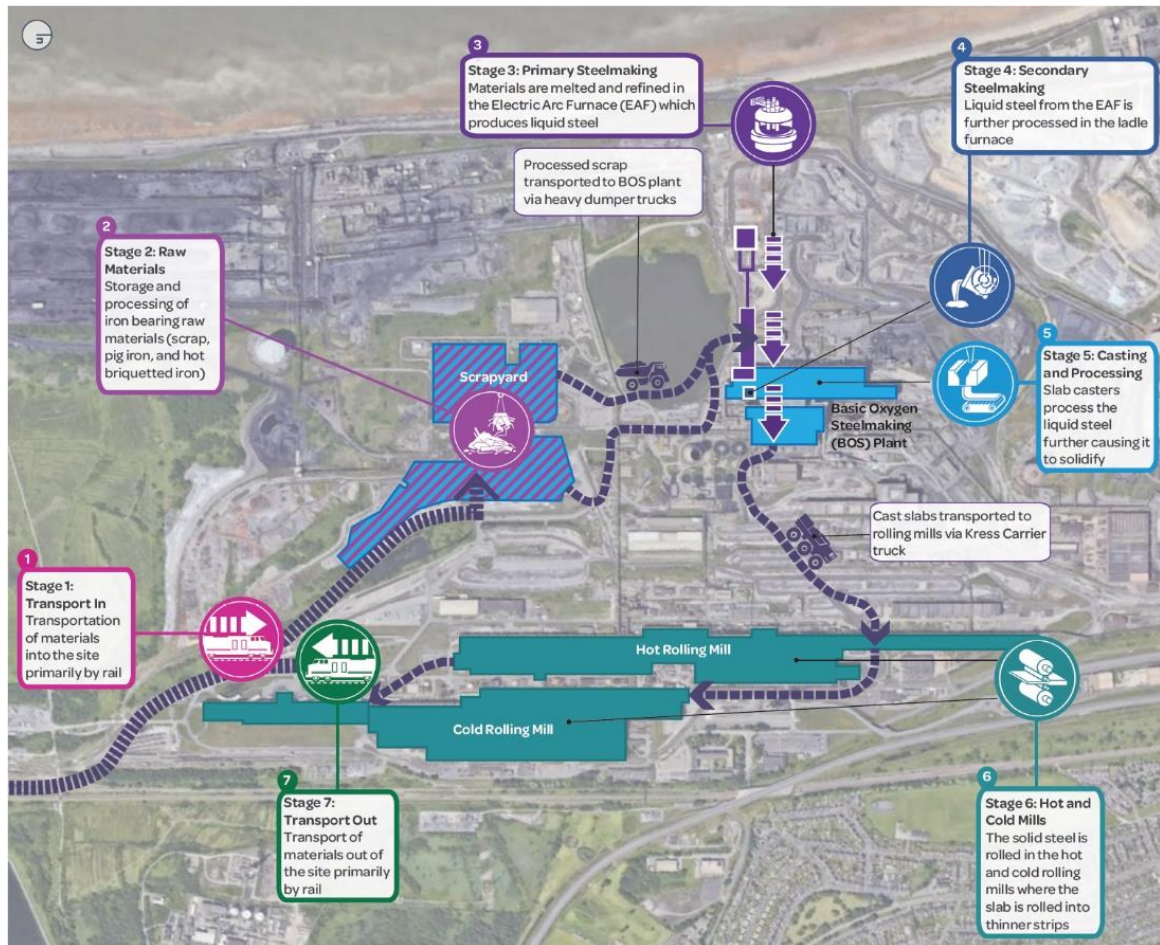 3
Stage 3: Primary Steelmaking
Materials are melted and refined in
the Electric Arc Furnace (EAF) which
produces liquid steel
4
Stage 4: Secondary
Steelmaking
Liquid steel from the EAF is
further processed in the ladle
furnace
Processed scrap
transported to BOS plant
via heavy dumper trucks
2
Stage 2: Raw
Materials
Storage and
processing of
iron bearing raw
materials (scrap,
pig iron, and hot
briquetted iron)
Scrapyard
5
Stage 5: Casting
and Processing
Slab casters
process the
liquid steel
further causing it
to solidify
Basic Oxygen
Steelmaking
(BOS) Plant
Cast slabs transported to
rolling mills via Kress Carrier
truck
1
Stage 1:
Transport In
Transportation
of materials
into the site
primarily by rail
Hot Rolling Mill
Cold Rolling Mill
7
Stage 7:
Transport Out
Transport of
materials out of
the site primarily
by rail
6
Stage 6: Hot and
Cold Mills
The solid steel is
rolled in the hot
and cold rolling
mills where the
slab is rolled into
thinner strips